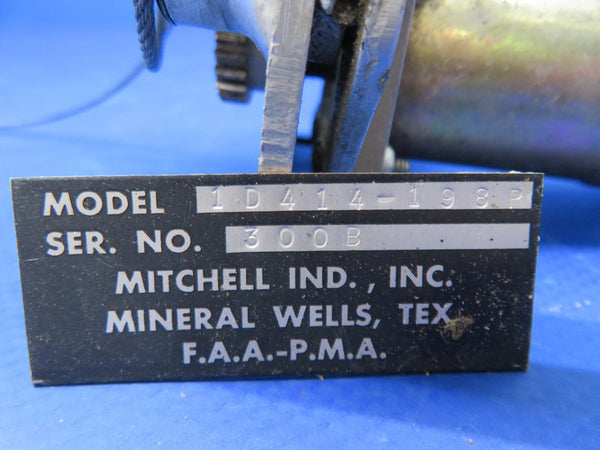 MODEL 1D414-198P
SER. NO. 300B
MITCHELL IND., INC.
MINERAL WELLS, TEX
F.A.A.-P.M.A.